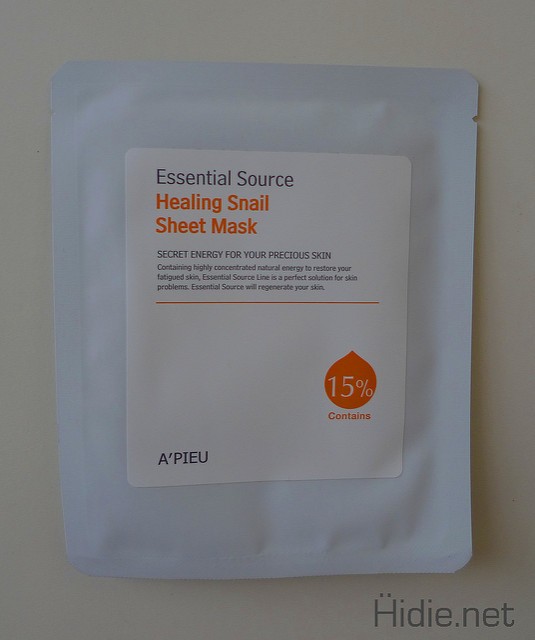 Essential Source
Healing Snail
Sheet Mask
SECRET ENERGY FOR YOUR PRECIOUS SKIN
Containing highly concentrated natural energy to restore your
fatigued skin, Essential Source Line is a perfect solution for skin
problems. Essential Source will regenerate your skin.
15%
Contains
A'PIEU
Ḧidie.net